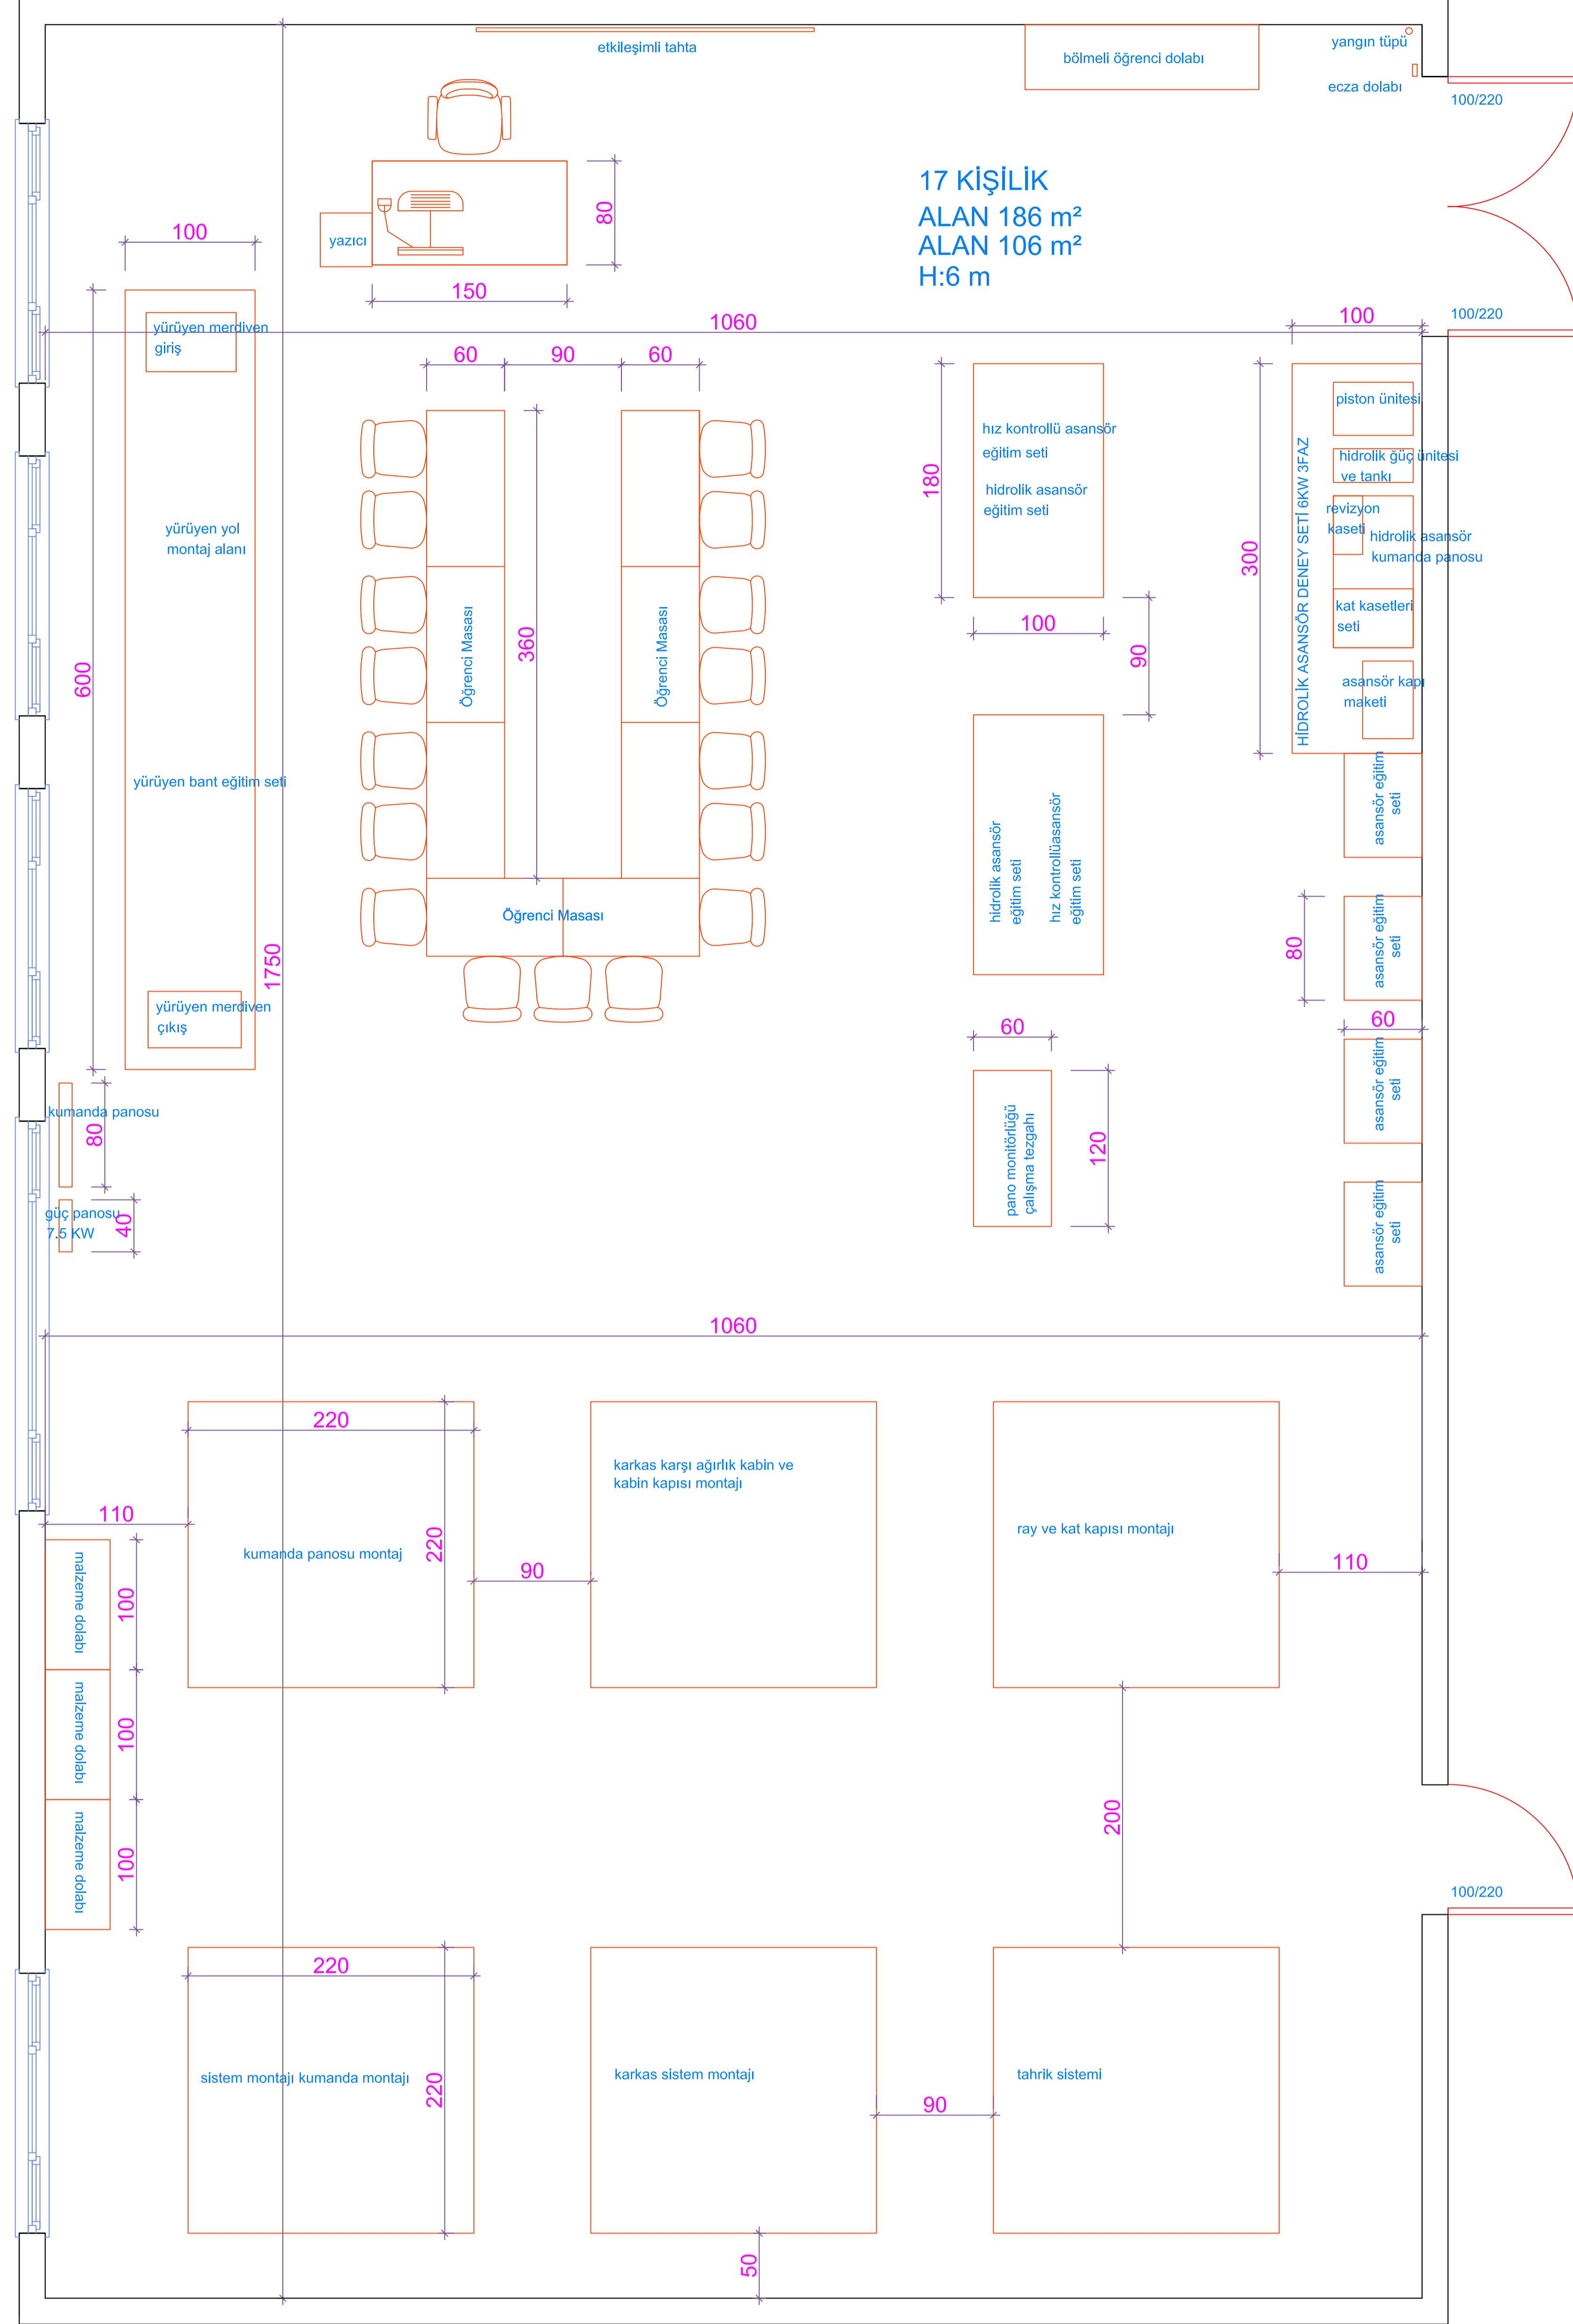 etkileşimli tahta
bölmeli öğrenci dolabı
yangın tüpü
ecza dolabı
100/220
17 KİŞİLİK
ALAN 186 m²
ALAN 106 m²
H:6 m
yazıcı
80
150
100
1060
100/220
100
yürüyen merdiven
giriş
60
90
60
180
hız kontrollü asansör
eğitim seti
hidrolik asansör
eğitim seti
300
HİDROLİK ASANSÖR DENEY SETİ 6KW 3FAZ
piston ünitesi
hidrolik ğüç ünitesi
ve tankı
revizyon
kaseti
hidrolik asansör
kumanda panosu
kat kasetleri
seti
asansör kapı
maketi
yürüyen yol
montaj alanı
600
Öğrenci Masası
360
Öğrenci Masası
100
90
yürüyen bant eğitim seti
asansör eğitim
seti
hidrolik asansör
eğitim seti
hız kontrollüasansör
eğitim seti
Öğrenci Masası
80
asansör eğitim
seti
1750
yürüyen merdiven
çıkış
60
60
asansör eğitim
seti
kumanda panosu
80
pano monitörlüğü
çalışma tezgahı
120
güç panosu
7.5 KW
40
asansör eğitim
seti
1060
220
karkas karşı ağırlık kabin ve
kabin kapısı montajı
110
kumanda panosu montaj
220
90
ray ve kat kapısı montajı
110
malzeme dolabı
100
malzeme dolabı
100
malzeme dolabı
100
200
100/220
220
sistem montajı kumanda montajı
220
karkas sistem montajı
90
tahrik sistemi
50